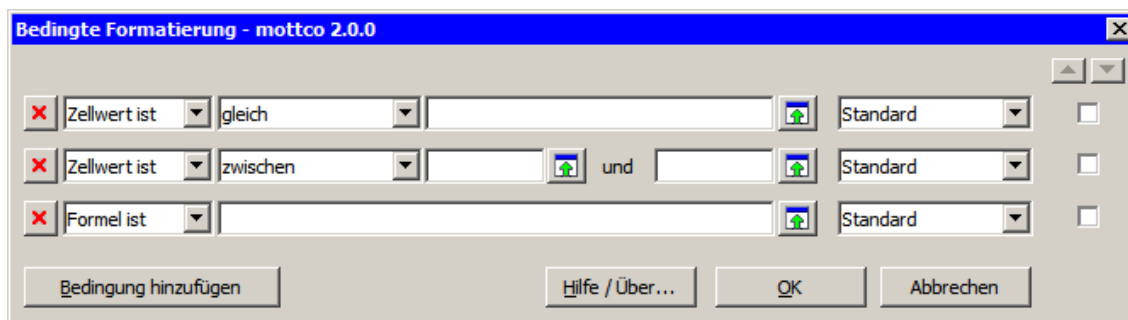 Bedingte Formatierung - mottco 2.0.0
Zellwert ist gleich Standard
Zellwert ist zwischen und Standard
Formel ist Standard
Bedingung hinzufügen Hilfe / Über... OK Abbrechen